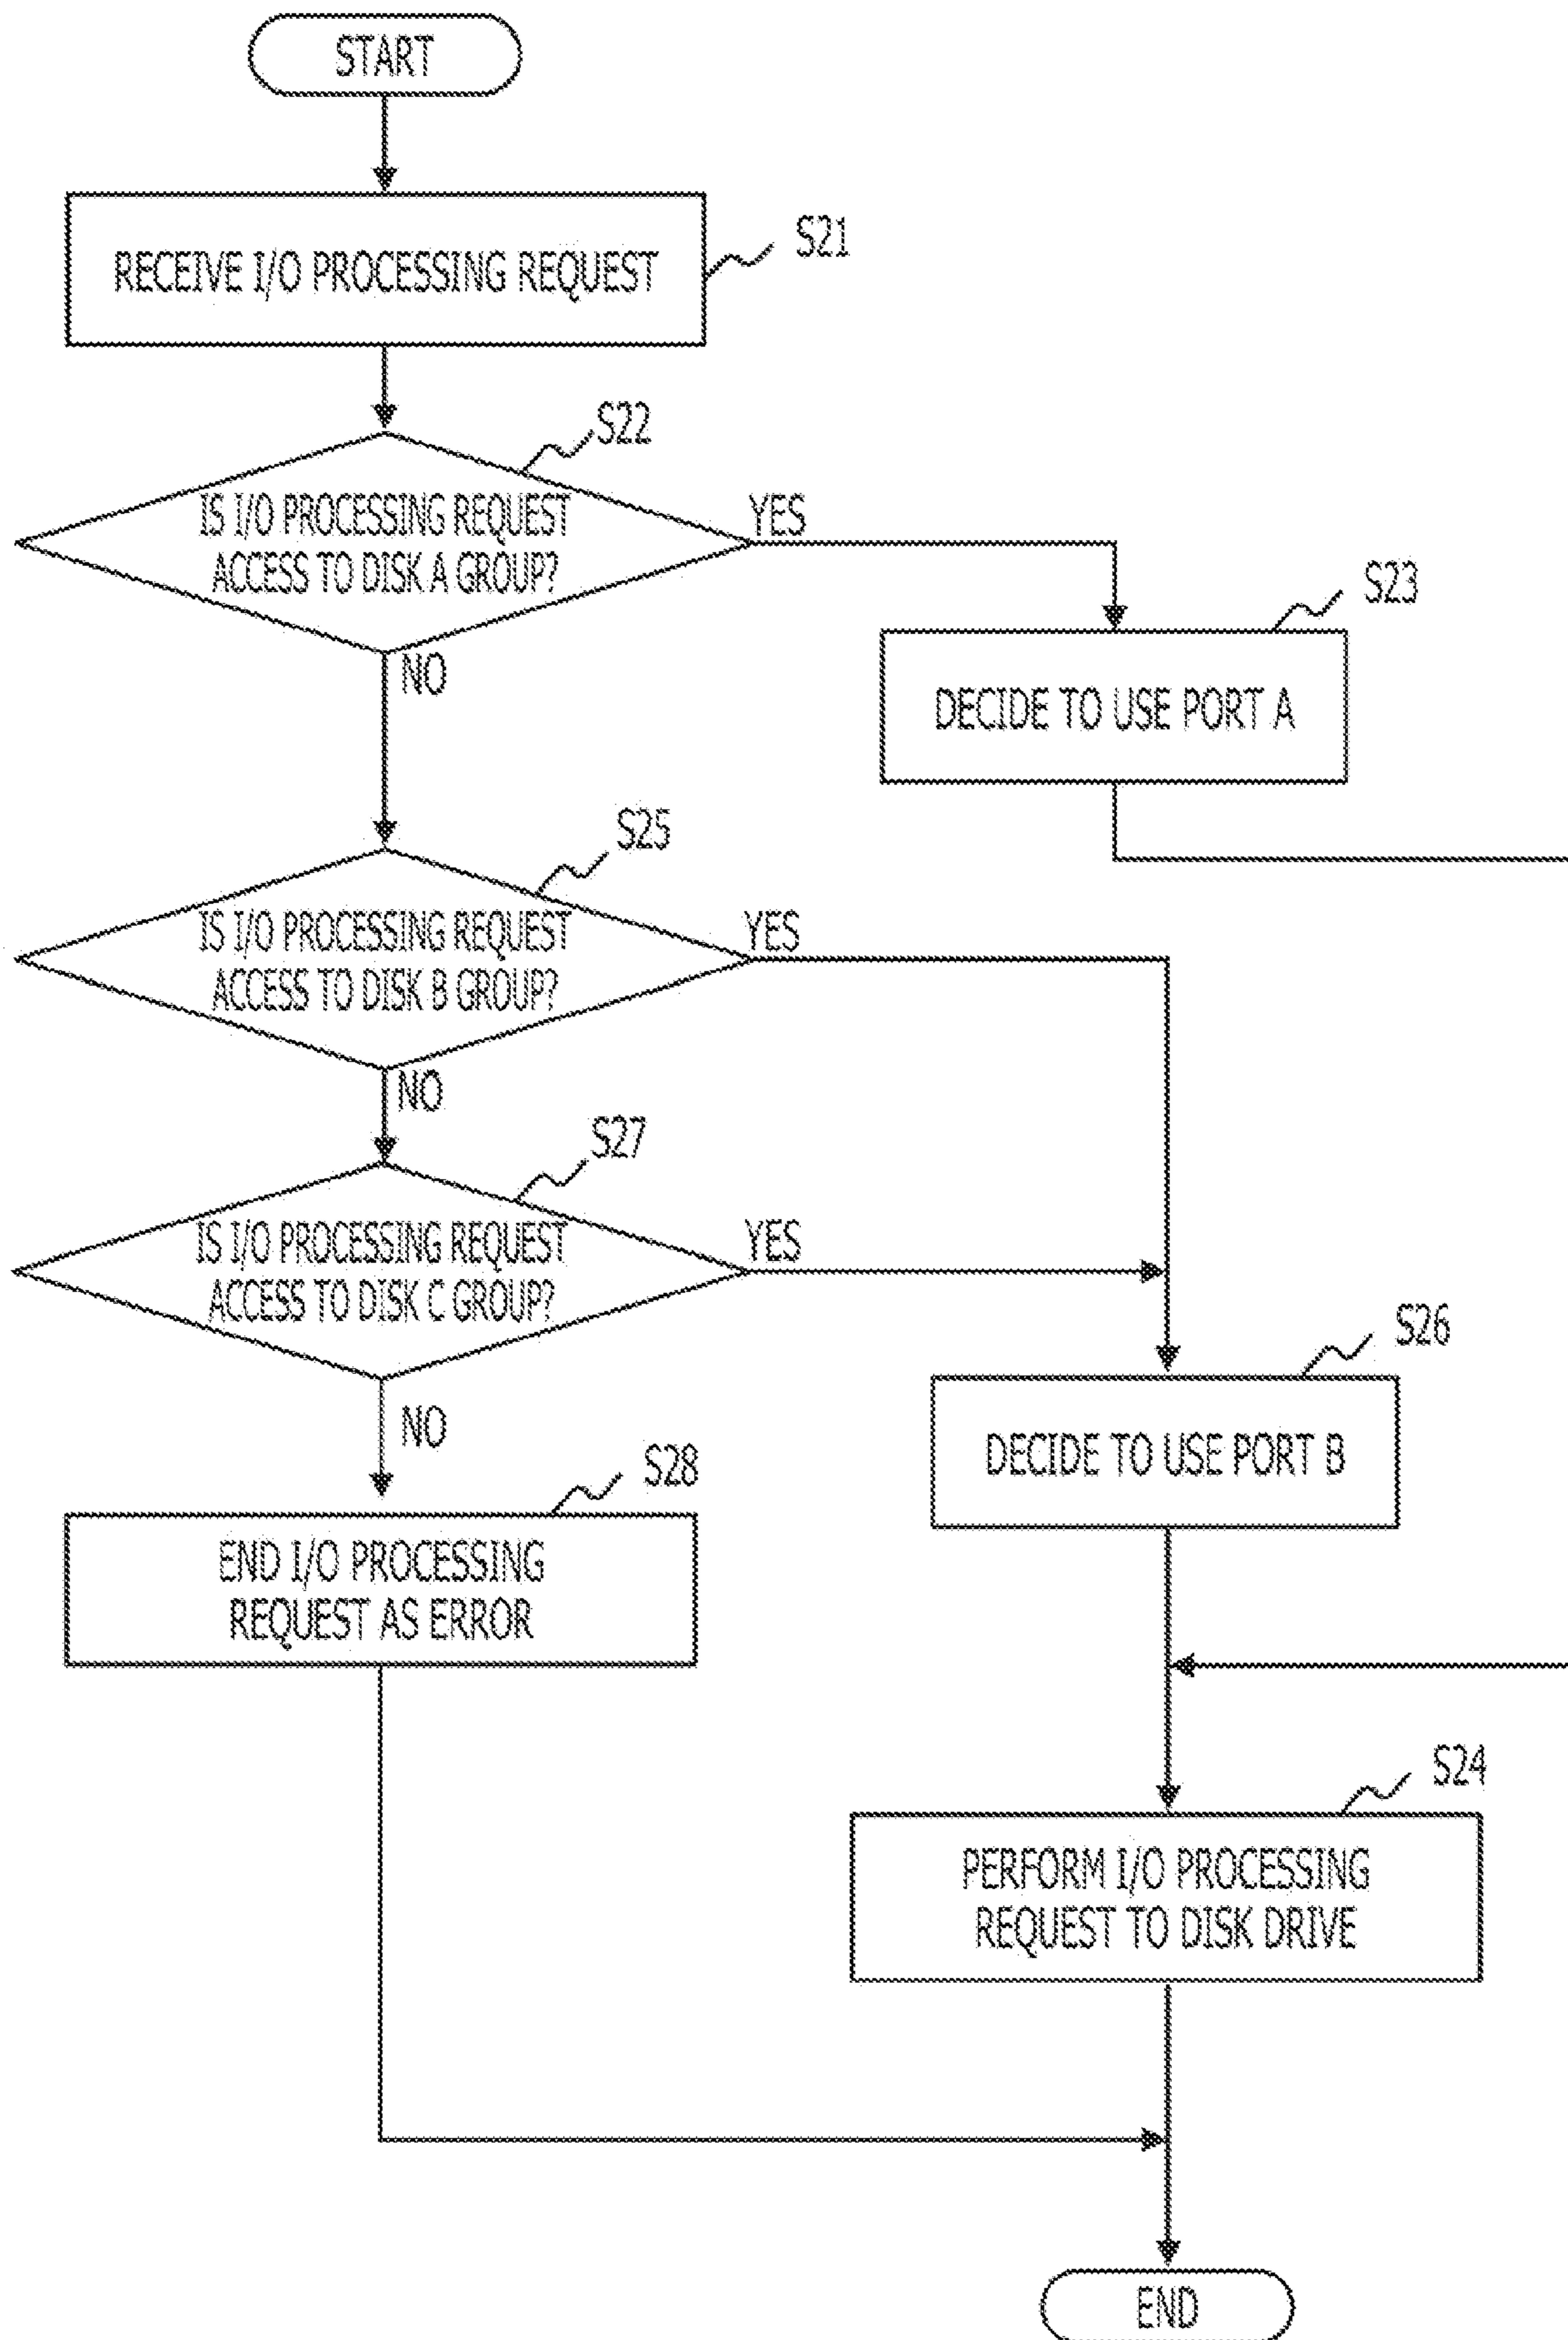 START
RECEIVE I/O PROCESSING REQUEST
S21
S22
IS I/O PROCESSING REQUEST
ACCESS TO DISK A GROUP?
YES
NO
S23
DECIDE TO USE PORT A
S25
IS I/O PROCESSING REQUEST
ACCESS TO DISK B GROUP?
YES
NO
S27
IS I/O PROCESSING REQUEST
ACCESS TO DISK C GROUP?
YES
NO
S26
DECIDE TO USE PORT B
S28
END I/O PROCESSING
REQUEST AS ERROR
S24
PERFORM I/O PROCESSING
REQUEST TO DISK DRIVE
END